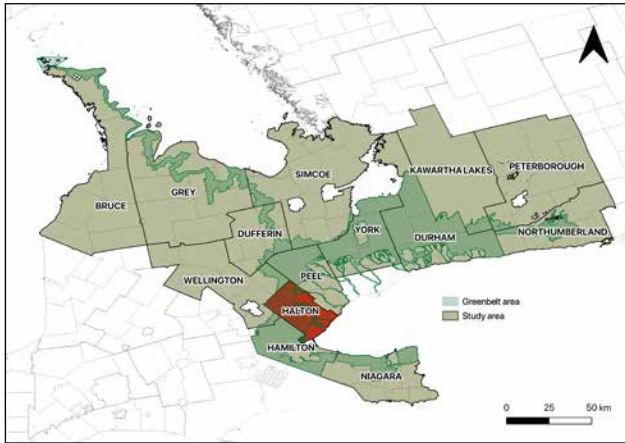 SIMCOE
KAWARTHA LAKES
PETERBOROUGH
GREY
BRUCE
DUFFERIN
YORK
DURHAM
NORTHUMBERLAND
WELLINGTON
PEEL
HALTON
HAMILTON
NIAGARA
Greenbelt area
Study area
0 25 50 km